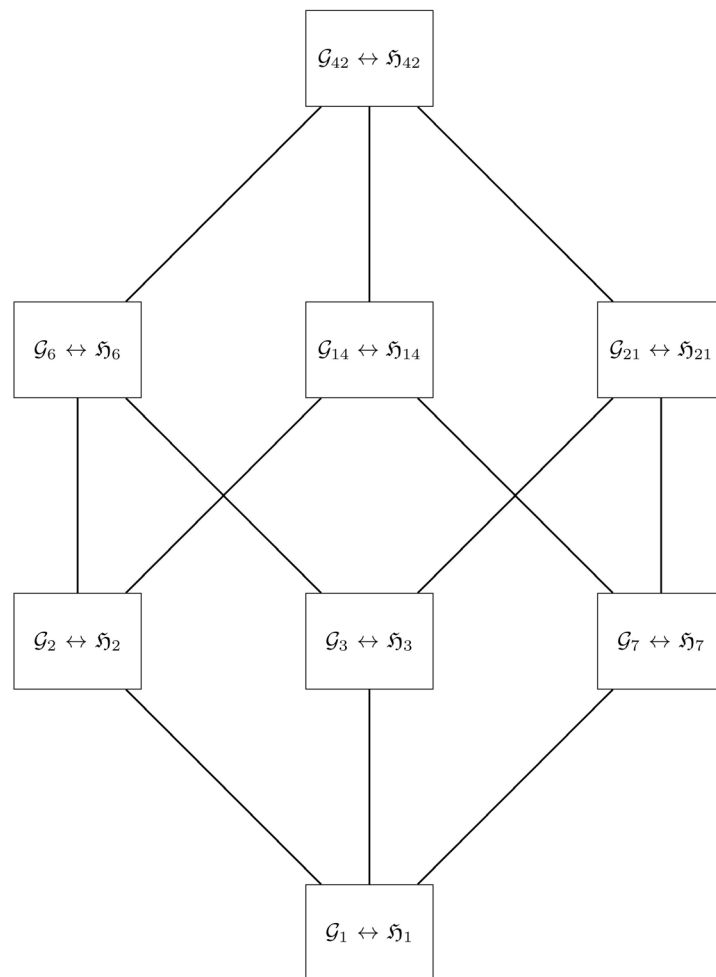 𝒢₄₂ ↔ ℌ₄₂
𝒢₆ ↔ ℌ₆
𝒢₁₄ ↔ ℌ₁₄
𝒢₂₁ ↔ ℌ₂₁
𝒢₂ ↔ ℌ₂
𝒢₃ ↔ ℌ₃
𝒢₇ ↔ ℌ₇
𝒢₁ ↔ ℌ₁